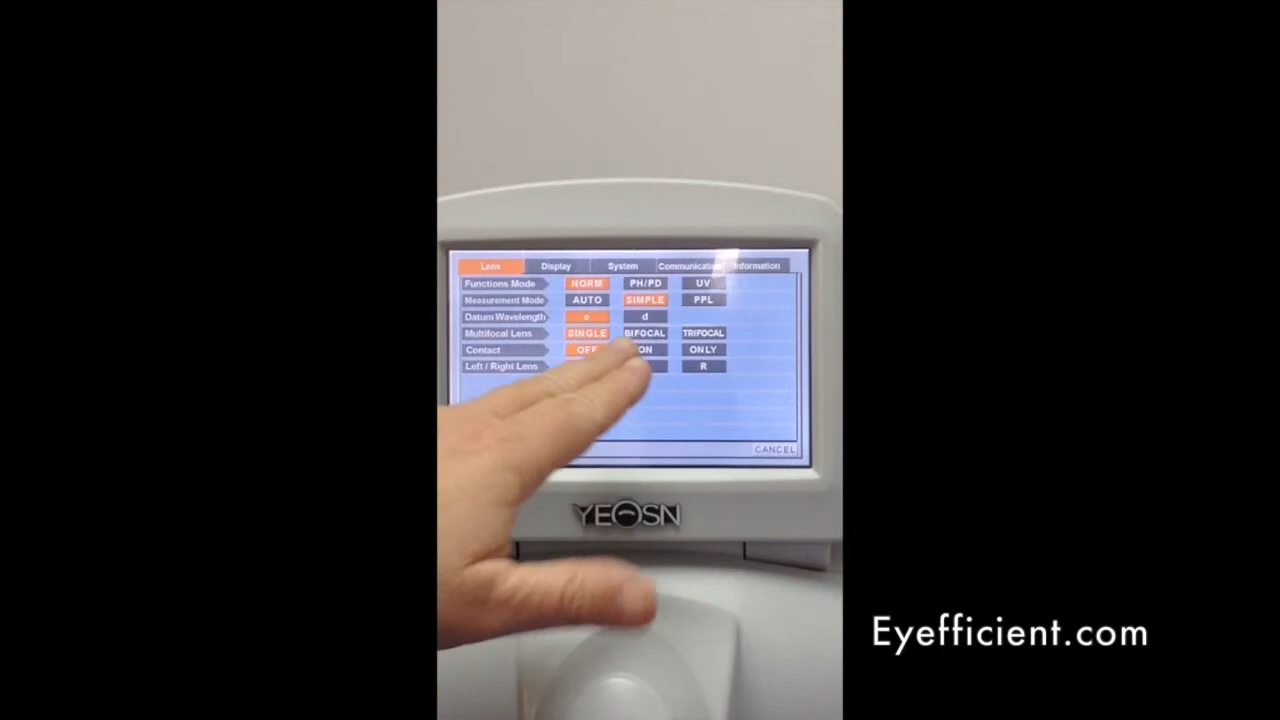 Lens Display System Communication Information
Functions Mode NORM PH/PD UV
Measurement Mode AUTO SIMPLE PPL
Datum Wavelength e d
Multifocal Lens SINGLE BIFOCAL TRIFOCAL
Contact OFF ON ONLY
Left / Right Lens R
CANCEL
YEOSN
Eyefficient.com